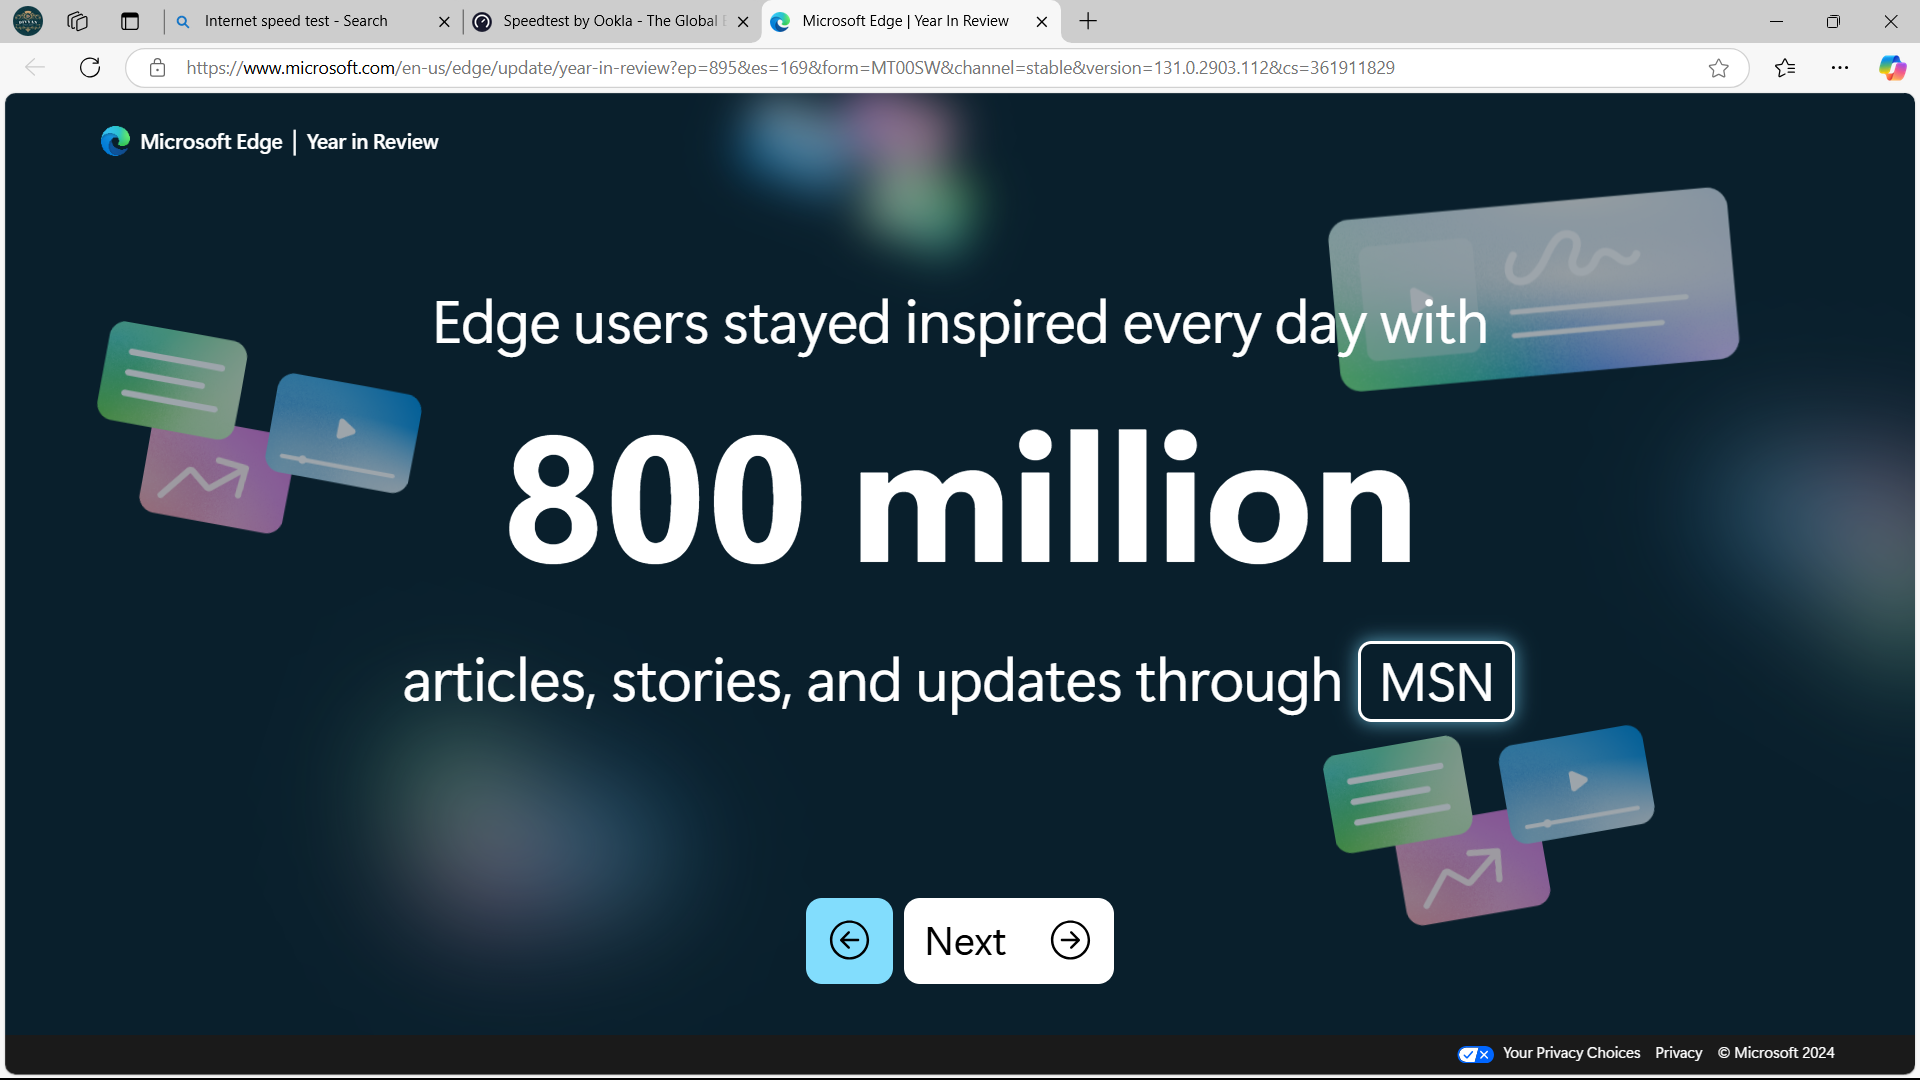 Internet speed test - Search
Speedtest by Ookla - The Global
Microsoft Edge | Year In Review
https://www.microsoft.com/en-us/edge/update/year-in-review?ep=895&es=169&form=MT00SW&channel=stable&version=131.0.2903.112&cs=361911829
Microsoft Edge | Year in Review
Edge users stayed inspired every day with
800 million
articles, stories, and updates through MSN
Next
Your Privacy Choices Privacy © Microsoft 2024